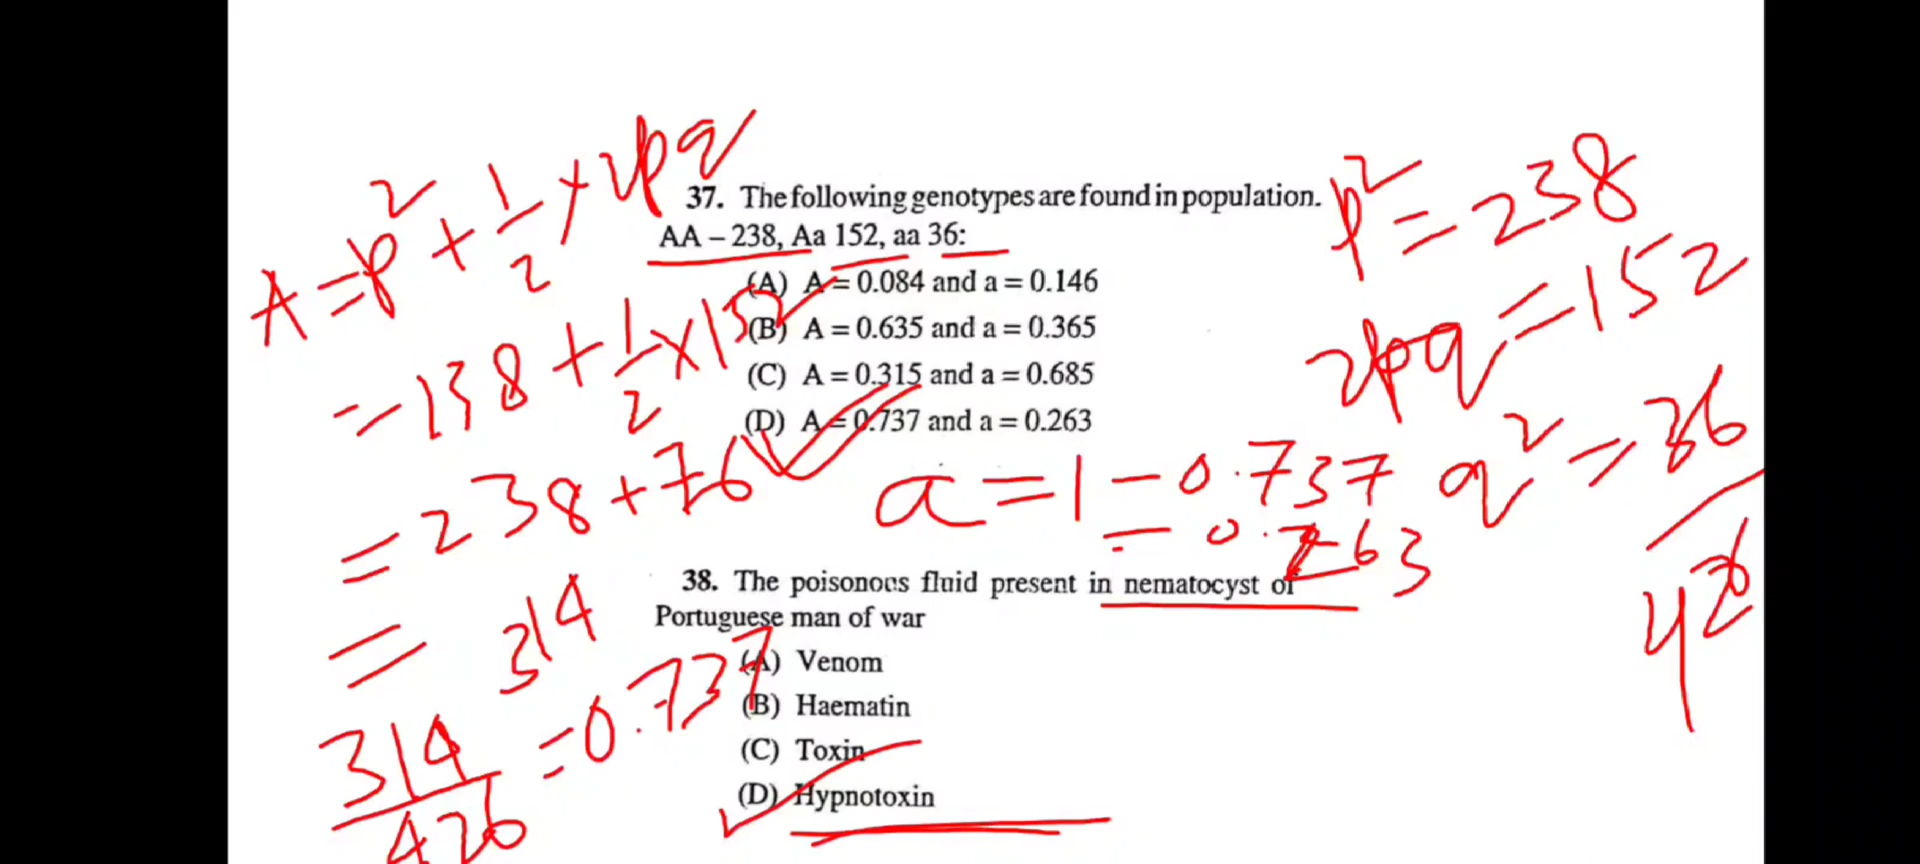 A = p² + 1/2 × 2pq
37. The following genotypes are found in population.
AA – 238, Aa 152, aa 36:
(A) A = 0.084 and a = 0.146
(B) A = 0.635 and a = 0.365
(C) A = 0.315 and a = 0.685
(D) A = 0.737 and a = 0.263
= 138 + 1/2 × 152
= 238 + 76
= 314
314/426 = 0.737
p² = 238
2pq = 152
q² = 36
426
a = 1 – 0.737
= 0.263
38. The poisonous fluid present in nematocyst of
Portuguese man of war
(A) Venom
(B) Haematin
(C) Toxin
(D) Hypnotoxin